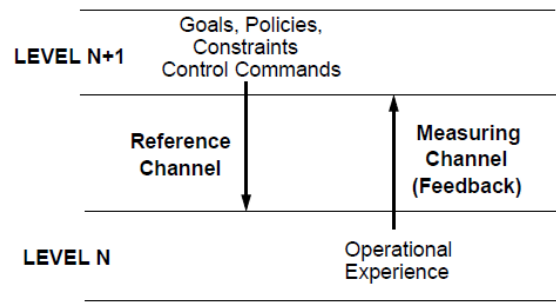 Goals, Policies,
Constraints
Control Commands
LEVEL N+1
Reference
Channel
Measuring
Channel
(Feedback)
Operational
Experience
LEVEL N